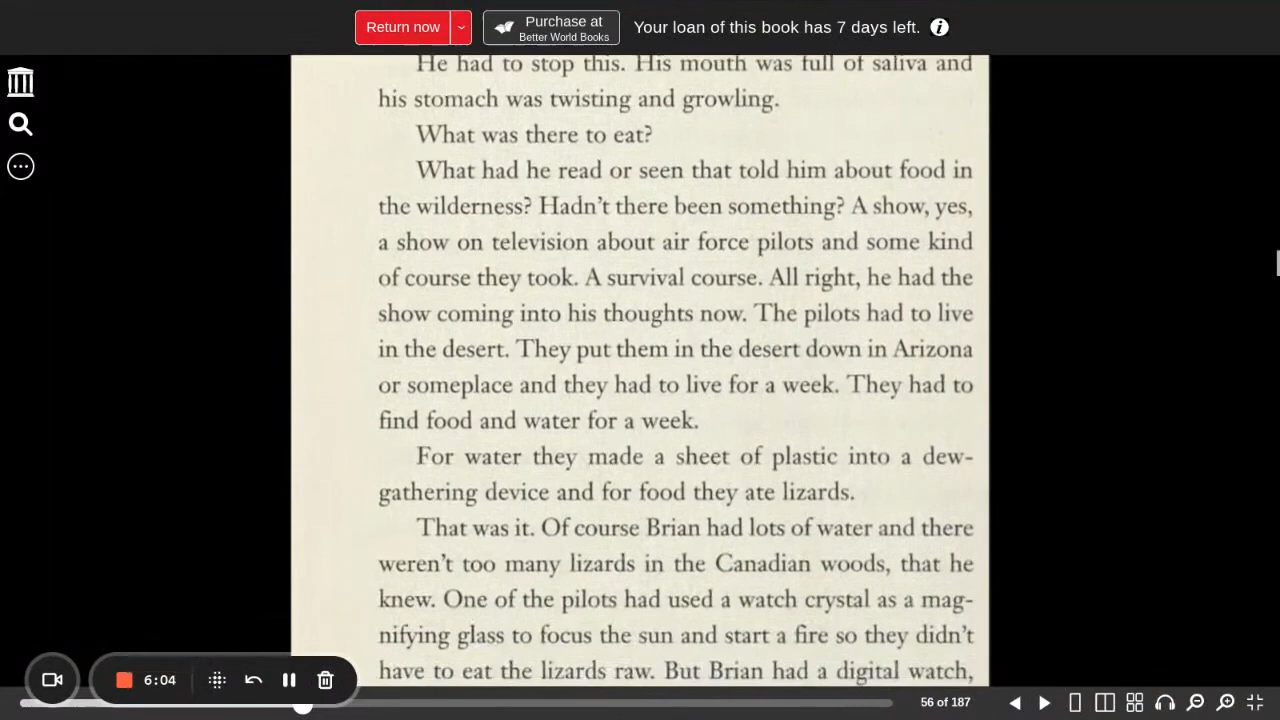 Return now
Purchase at
Better World Books
Your loan of this book has 7 days left.
He had to stop this. His mouth was full of saliva and
his stomach was twisting and growling.
What was there to eat?
What had he read or seen that told him about food in
the wilderness? Hadn't there been something? A show, yes,
a show on television about air force pilots and some kind
of course they took. A survival course. All right, he had the
show coming into his thoughts now. The pilots had to live
in the desert. They put them in the desert down in Arizona
or someplace and they had to live for a week. They had to
find food and water for a week.
For water they made a sheet of plastic into a dew-
gathering device and for food they ate lizards.
That was it. Of course Brian had lots of water and there
weren't too many lizards in the Canadian woods, that he
knew. One of the pilots had used a watch crystal as a mag-
nifying glass to focus the sun and start a fire so they didn't
have to eat the lizards raw. But Brian had a digital watch,
6:04
56 of 187